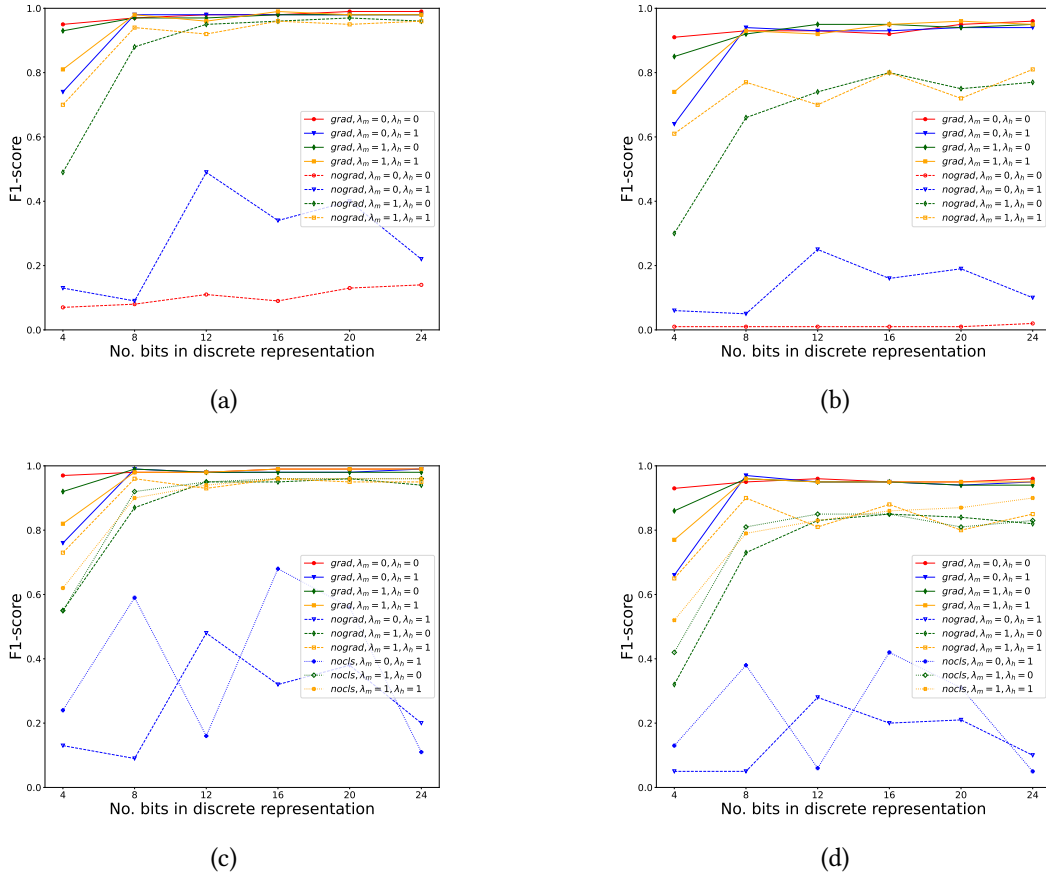 1.0
0.8
0.6
0.4
0.2
0.0
F1-score
4 8 12 16 20 24
No. bits in discrete representation
grad, λm = 0, λh = 0
grad, λm = 0, λh = 1
grad, λm = 1, λh = 0
grad, λm = 1, λh = 1
nograd, λm = 0, λh = 0
nograd, λm = 0, λh = 1
nograd, λm = 1, λh = 0
nograd, λm = 1, λh = 1
(a)
1.0
0.8
0.6
0.4
0.2
0.0
F1-score
4 8 12 16 20 24
No. bits in discrete representation
grad, λm = 0, λh = 0
grad, λm = 0, λh = 1
grad, λm = 1, λh = 0
grad, λm = 1, λh = 1
nograd, λm = 0, λh = 0
nograd, λm = 0, λh = 1
nograd, λm = 1, λh = 0
nograd, λm = 1, λh = 1
(b)
1.0
0.8
0.6
0.4
0.2
0.0
F1-score
4 8 12 16 20 24
No. bits in discrete representation
grad, λm = 0, λh = 0
grad, λm = 0, λh = 1
grad, λm = 1, λh = 0
grad, λm = 1, λh = 1
nograd, λm = 0, λh = 1
nograd, λm = 1, λh = 0
nograd, λm = 1, λh = 1
nocls, λm = 0, λh = 1
nocls, λm = 1, λh = 0
nocls, λm = 1, λh = 1
(c)
1.0
0.8
0.6
0.4
0.2
0.0
F1-score
4 8 12 16 20 24
No. bits in discrete representation
grad, λm = 0, λh = 0
grad, λm = 0, λh = 1
grad, λm = 1, λh = 0
grad, λm = 1, λh = 1
nograd, λm = 0, λh = 1
nograd, λm = 1, λh = 0
nograd, λm = 1, λh = 1
nocls, λm = 0, λh = 1
nocls, λm = 1, λh = 0
nocls, λm = 1, λh = 1
(d)